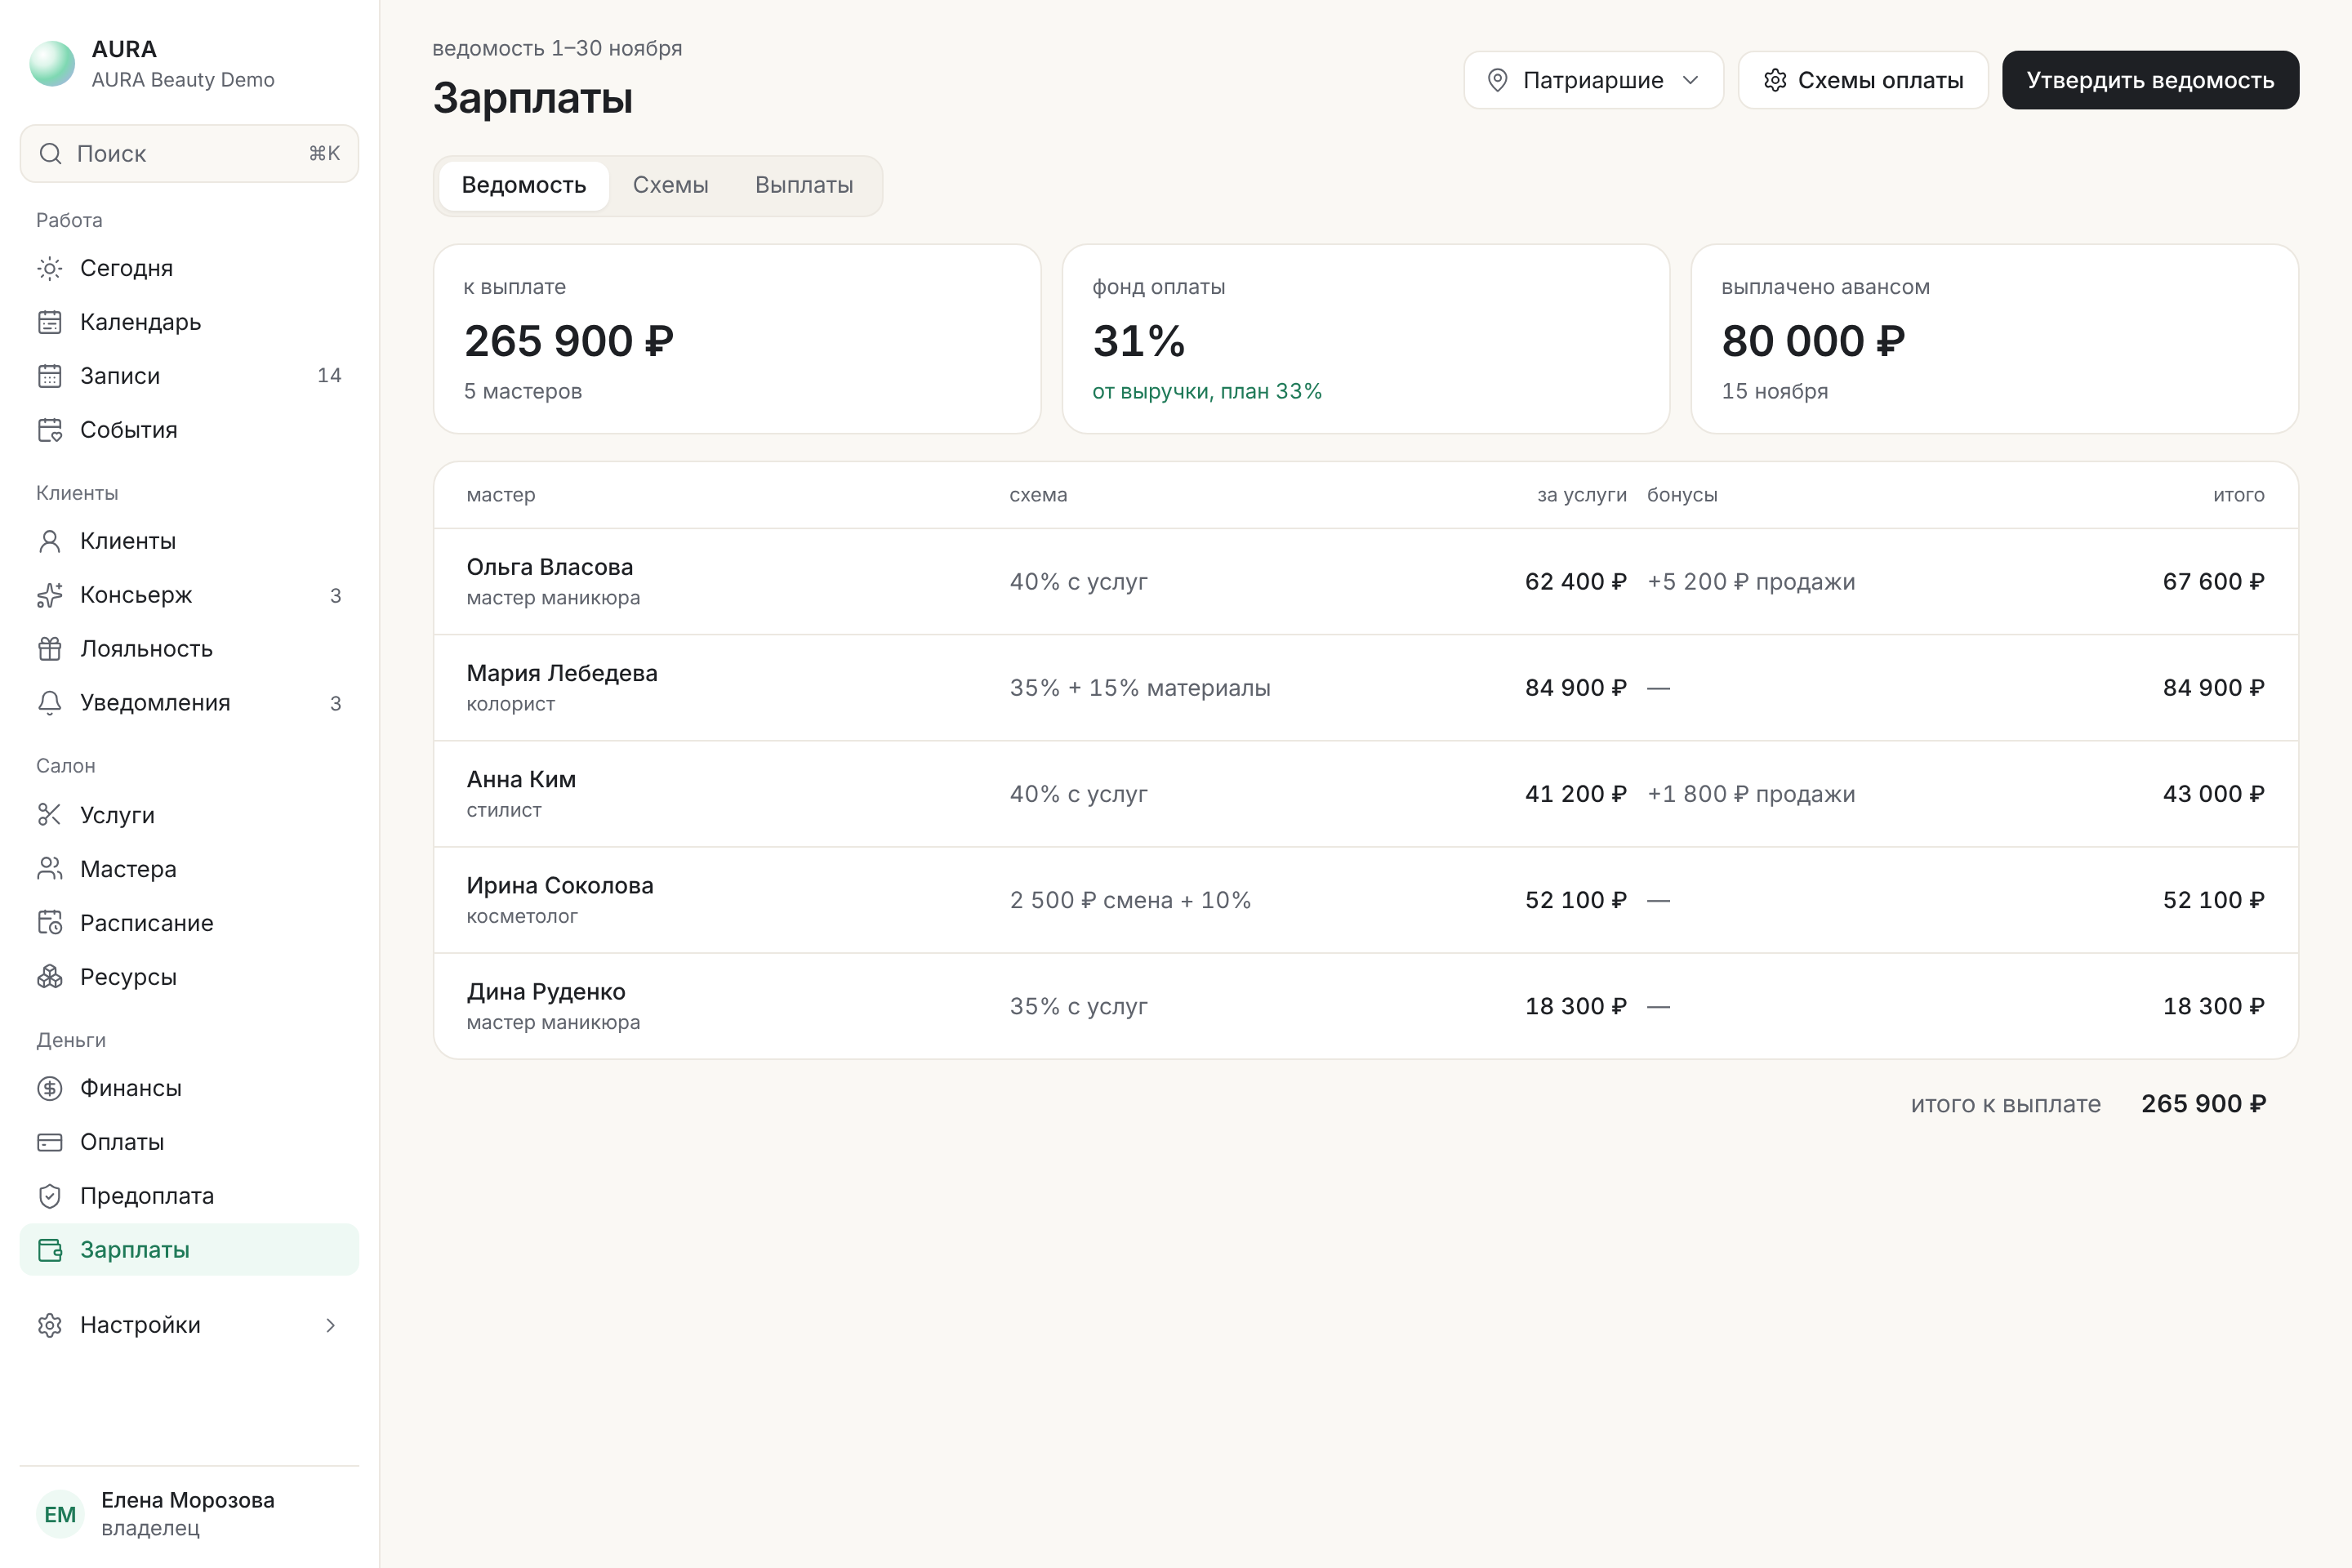 AURA
AURA Beauty Demo
Поиск ⌘K
Работа
Сегодня
Календарь
Записи 14
События
Клиенты
Клиенты
Консьерж 3
Лояльность
Уведомления 3
Салон
Услуги
Мастера
Расписание
Ресурсы
Деньги
Финансы
Оплаты
Предоплата
Зарплаты
Настройки
EM Елена Морозова
владелец
ведомость 1–30 ноября
Зарплаты
Патриаршие Схемы оплаты Утвердить ведомость
Ведомость Схемы Выплаты
к выплате
265 900 ₽
5 мастеров
фонд оплаты
31%
от выручки, план 33%
выплачено авансом
80 000 ₽
15 ноября
мастер схема за услуги бонусы итого
Ольга Власова
мастер маникюра
40% с услуг 62 400 ₽ +5 200 ₽ продажи 67 600 ₽
Мария Лебедева
колорист
35% + 15% материалы 84 900 ₽ — 84 900 ₽
Анна Ким
стилист
40% с услуг 41 200 ₽ +1 800 ₽ продажи 43 000 ₽
Ирина Соколова
косметолог
2 500 ₽ смена + 10% 52 100 ₽ — 52 100 ₽
Дина Руденко
мастер маникюра
35% с услуг 18 300 ₽ — 18 300 ₽
итого к выплате 265 900 ₽